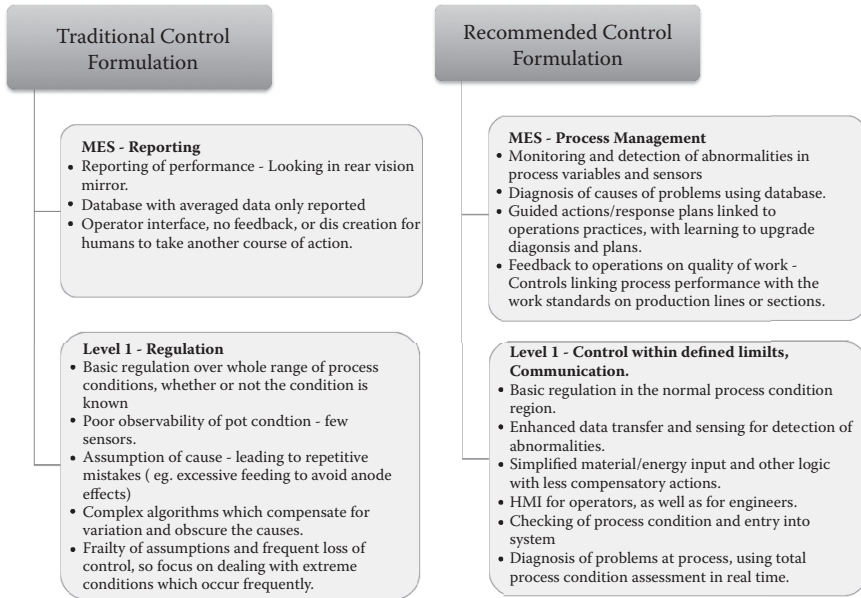 Traditional Control
Formulation
MES - Reporting
• Reporting of performance - Looking in rear vision
mirror.
• Database with averaged data only reported
• Operator interface, no feedback, or dis creation for
humans to take another course of action.
Level 1 - Regulation
• Basic regulation over whole range of process
conditions, whether or not the condition is
known
• Poor observability of pot condtion - few
sensors.
• Assumption of cause - leading to repetitive
mistakes ( eg. excessive feeding to avoid anode
effects)
• Complex algorithms which compensate for
variation and obscure the causes.
• Frailty of assumptions and frequent loss of
control, so focus on dealing with extreme
conditions which occur frequently.
Recommended Control
Formulation
MES - Process Management
• Monitoring and detection of abnormalities in
process variables and sensors
• Diagnosis of causes of problems using database.
• Guided actions/response plans linked to
operations practices, with learning to upgrade
diagonsis and plans.
• Feedback to operations on quality of work -
Controls linking process performance with the
work standards on production lines or sections.
Level 1 - Control within defined limilts,
Communication.
• Basic regulation in the normal process condition
region.
• Enhanced data transfer and sensing for detection of
abnormalities.
• Simplified material/energy input and other logic
with less compensatory actions.
• HMI for operators, as well as for engineers.
• Checking of process condition and entry into
system
• Diagnosis of problems at process, using total
process condition assessment in real time.